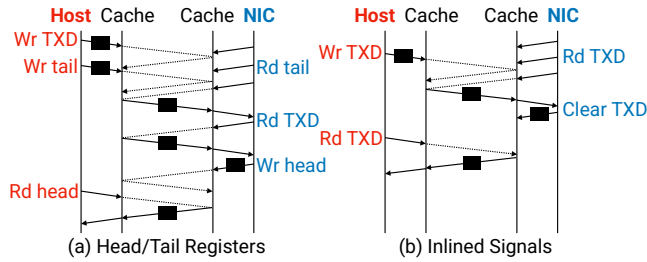 Host Cache Cache NIC
Wr TXD
Wr tail
Rd tail
Rd TXD
Wr head
Rd head
(a) Head/Tail Registers
Host Cache Cache NIC
Wr TXD
Rd TXD
Clear TXD
Rd TXD
(b) Inlined Signals